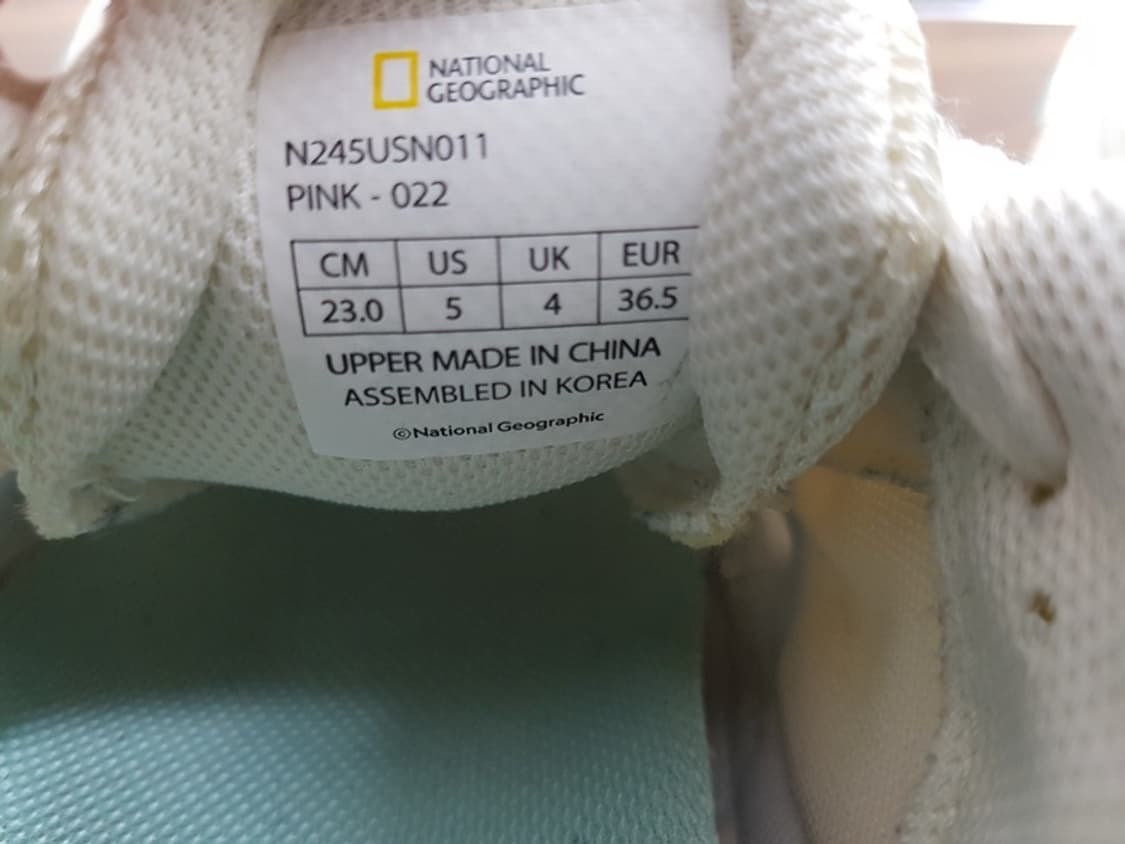 NATIONAL
GEOGRAPHIC
N245USN011
PINK - 022
CM US UK EUR
23.0 5 4 36.5
UPPER MADE IN CHINA
ASSEMBLED IN KOREA
©National Geographic